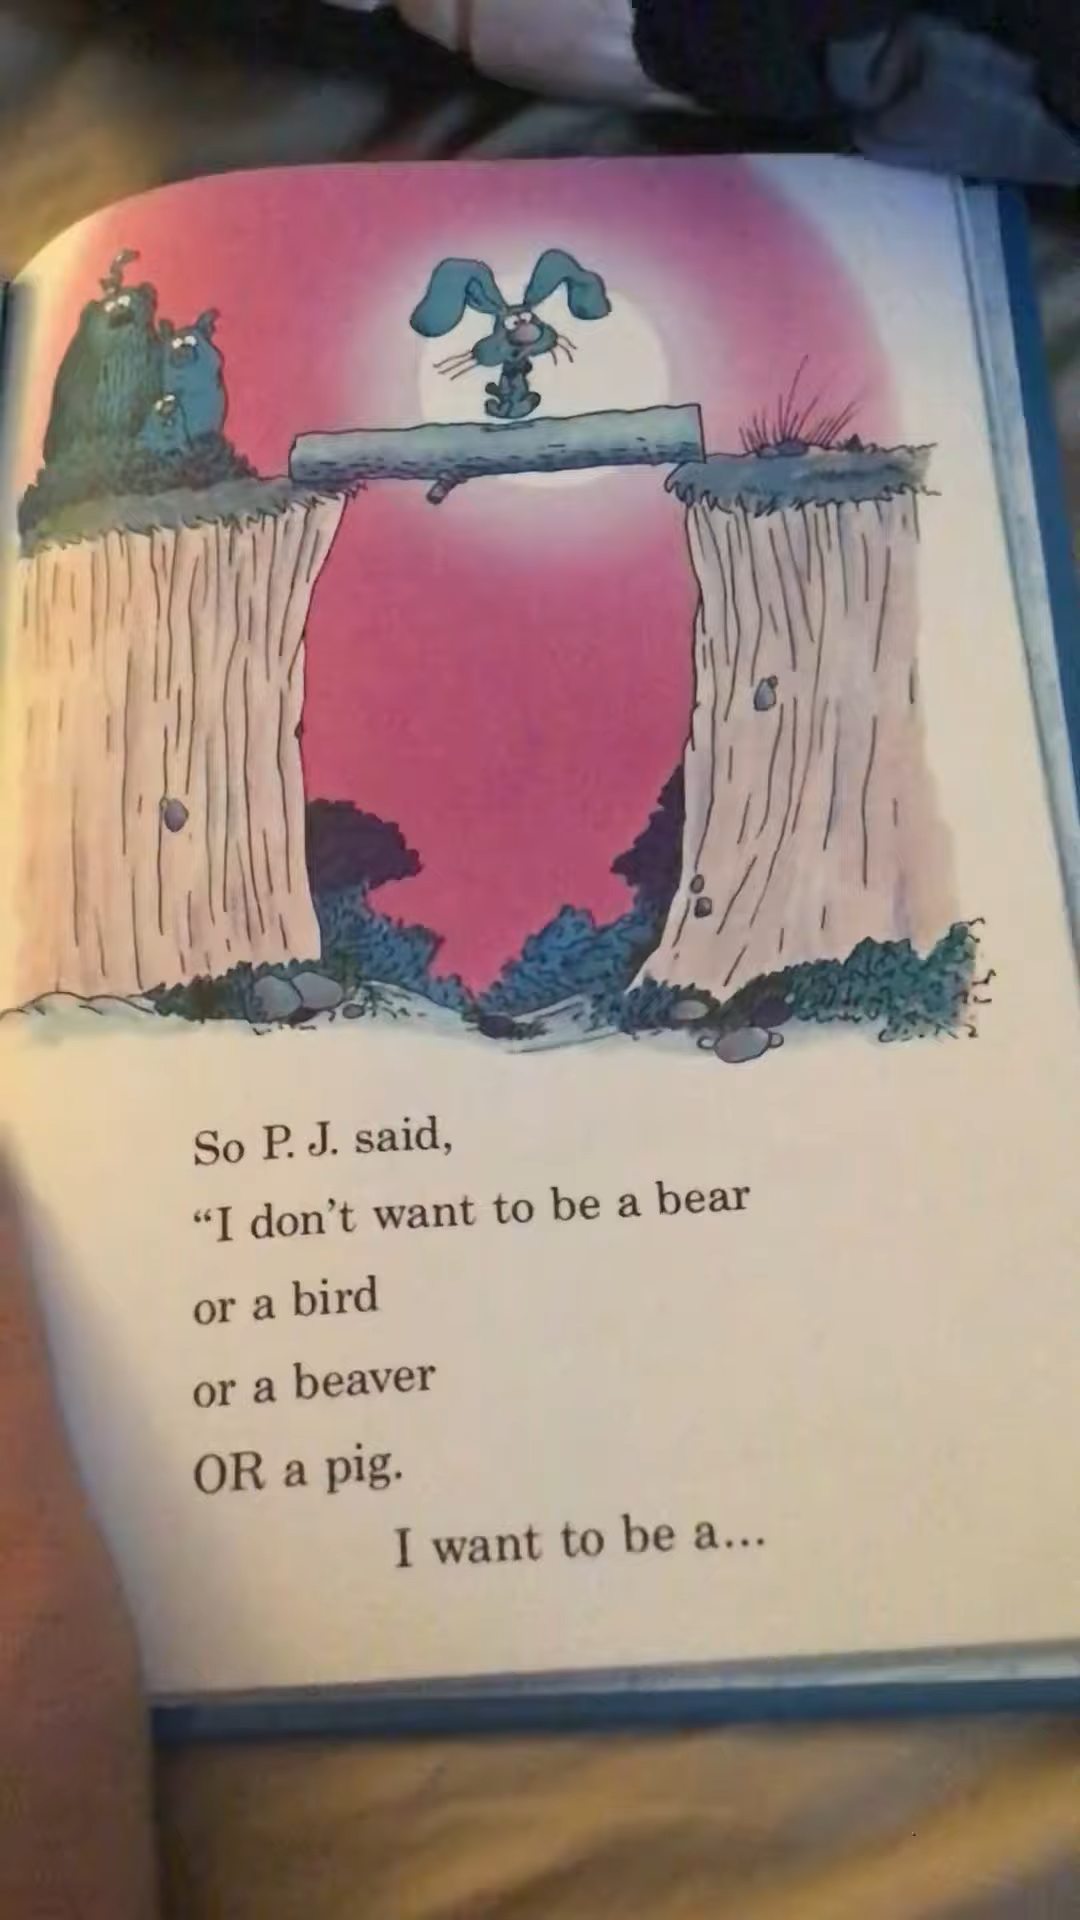 So P. J. said,
“I don’t want to be a bear
or a bird
or a beaver
OR a pig.
I want to be a...